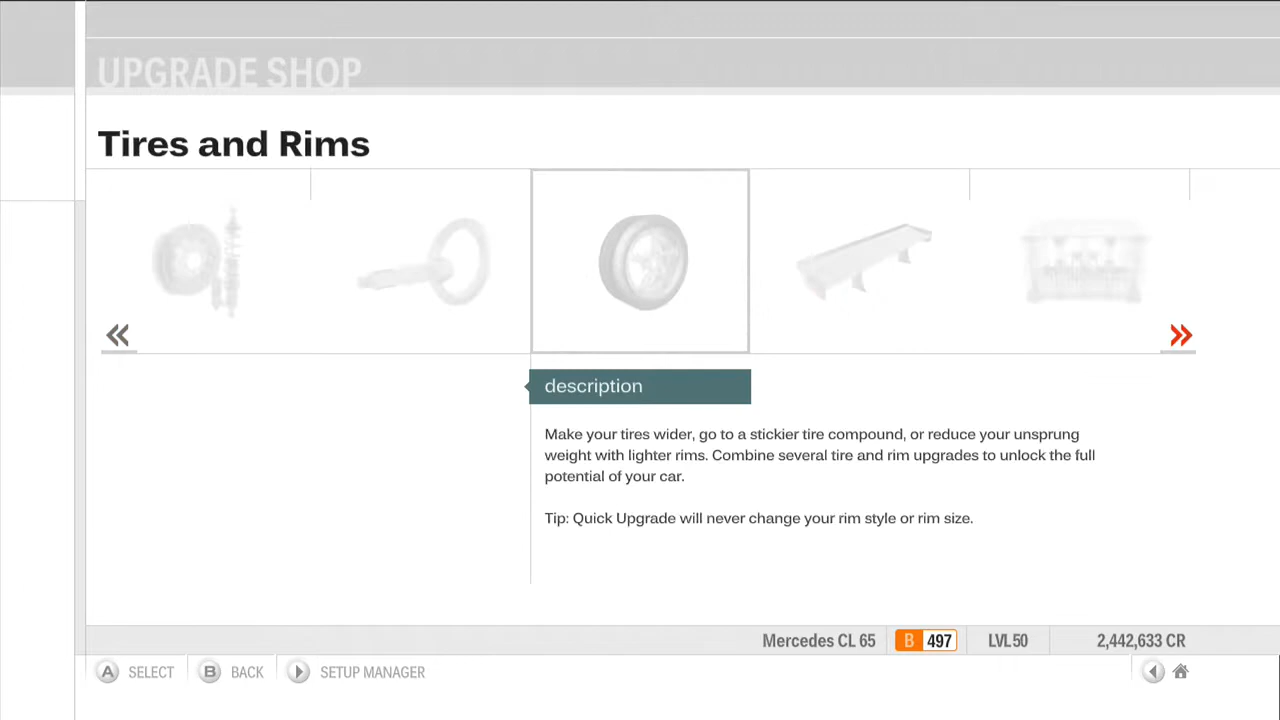 UPGRADE SHOP
Tires and Rims
description
Make your tires wider, go to a stickier tire compound, or reduce your unsprung
weight with lighter rims. Combine several tire and rim upgrades to unlock the full
potential of your car.
Tip: Quick Upgrade will never change your rim style or rim size.
Mercedes CL 65 B 497 LVL50 2,442,633 CR
A SELECT B BACK SETUP MANAGER